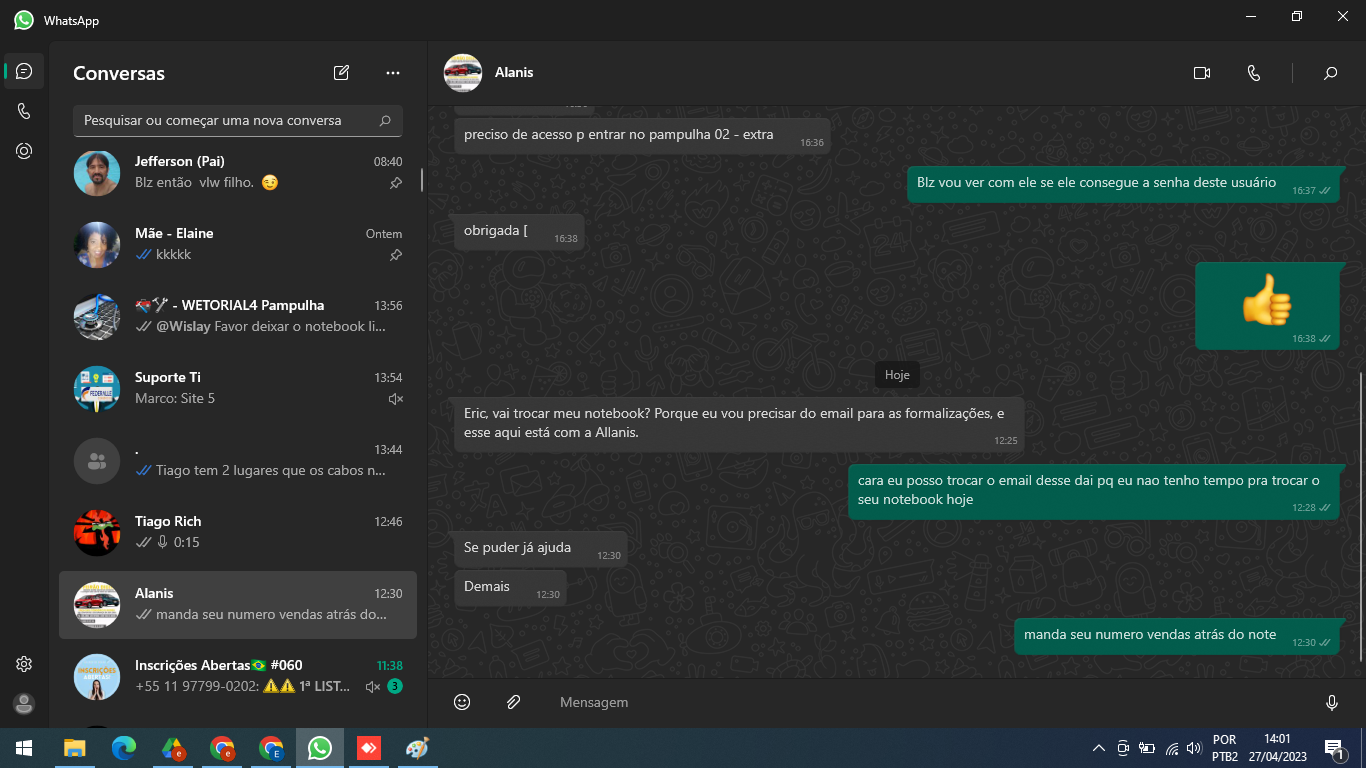 WhatsApp
Conversas
Pesquisar ou começar uma nova conversa
Jefferson (Pai)
08:40
Blz então vlw filho. 😉
Mãe - Elaine
Ontem
kkkkk
🧰🛠️ - WETORIAL4 Pampulha
13:56
@Wislay Favor deixar o notebook li...
Suporte Ti
13:54
Marco: Site 5
.
13:44
Tiago tem 2 lugares que os cabos n...
Tiago Rich
12:46
0:15
Alanis
12:30
manda seu numero vendas atrás do...
Inscrições Abertas🇧🇷 #060
11:38
+55 11 97799-0202: ⚠️⚠️ 1ª LIST...
3
Alanis
preciso de acesso p entrar no pampulha 02 - extra
16:36
Blz vou ver com ele se ele consegue a senha deste usuário
16:37
obrigada [
16:38
👍
16:38
Hoje
Eric, vai trocar meu notebook? Porque eu vou precisar do email para as formalizações, e
esse aqui está com a Allanis.
12:25
cara eu posso trocar o email desse dai pq eu nao tenho tempo pra trocar o
seu notebook hoje
12:28
Se puder já ajuda
12:30
Demais
12:30
manda seu numero vendas atrás do note
12:30
Mensagem
POR
PTB2
14:01
27/04/2023
1